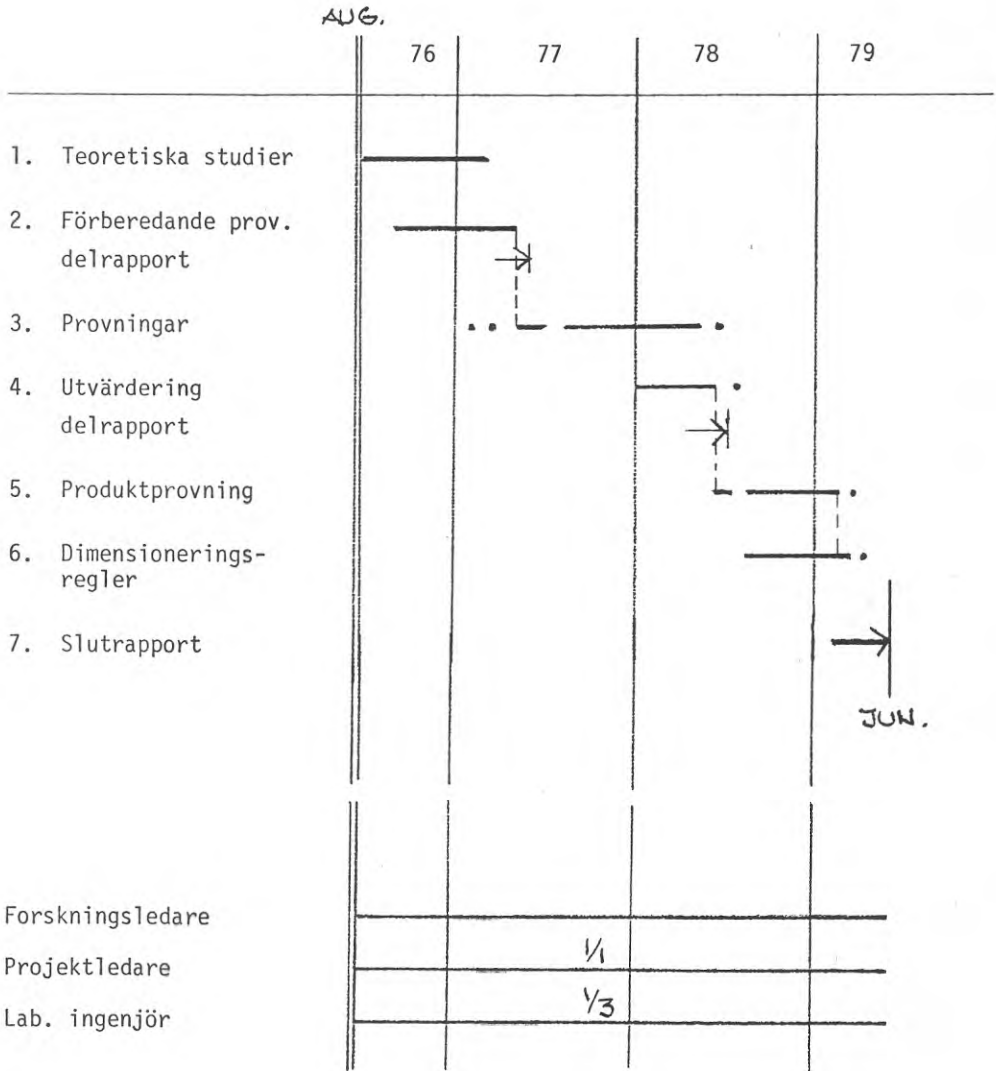 AUG.
76 77 78 79
1. Teoretiska studier
2. Förberedande prov.
delrapport
3. Provningar
4. Utvärdering
delrapport
5. Produktprovning
6. Dimensionerings-
regler
7. Slutrapport
JUN.
Forskningsledare
1/1
Projektledare
1/3
Lab. ingenjör